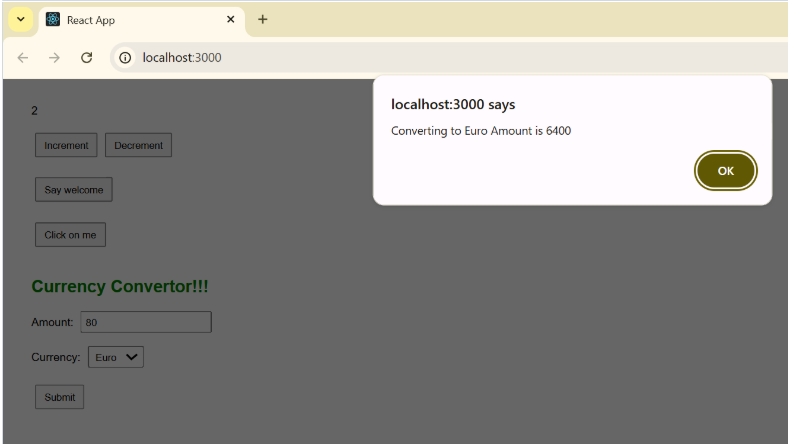 React App
localhost:3000
localhost:3000 says
Converting to Euro Amount is 6400
OK
2
Increment Decrement
Say welcome
Click on me
Currency Convertor!!!
Amount: 80
Currency: Euro
Submit